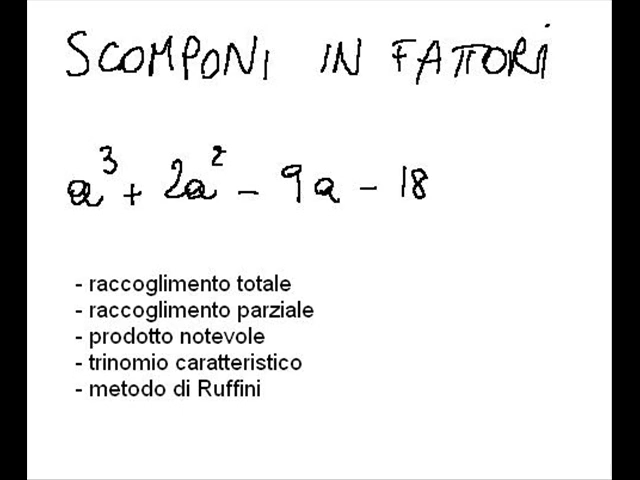 SCOMPONI IN FATTORI
a³ + 2a² - 9a - 18
- raccoglimento totale
- raccoglimento parziale
- prodotto notevole
- trinomio caratteristico
- metodo di Ruffini